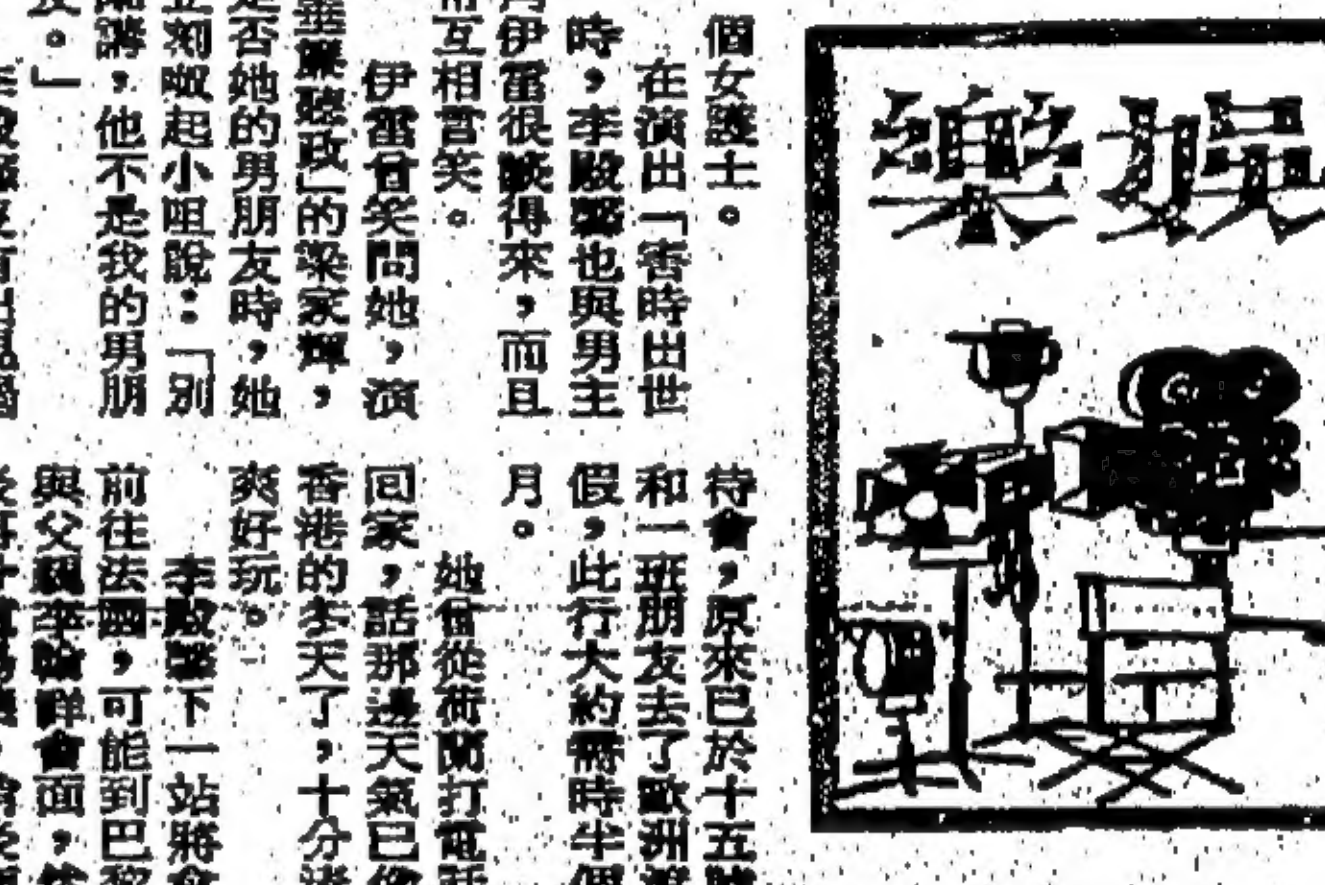 娛樂
個女護士。
在演出「害時出世
時，李殿馨也與男主
伊雷很談得來，而且
互相取笑。
伊雷曾笑問她，演
垂簾聽政」的梁家輝，
是否她的男朋友時，她
立刻嘟起小咀說：「別
講，他不是我的男朋
友。」
待會，原來已於十五號
和一班朋友去了歐洲渡
假，此行大約需時半個
月。
她曾從荷蘭打電話
回家，話那邊天氣已像
香港的冬天了，十分涼
爽好玩。
李殿馨下一站將會
前往法國，可能到巴黎
與父親李翰祥會面，然